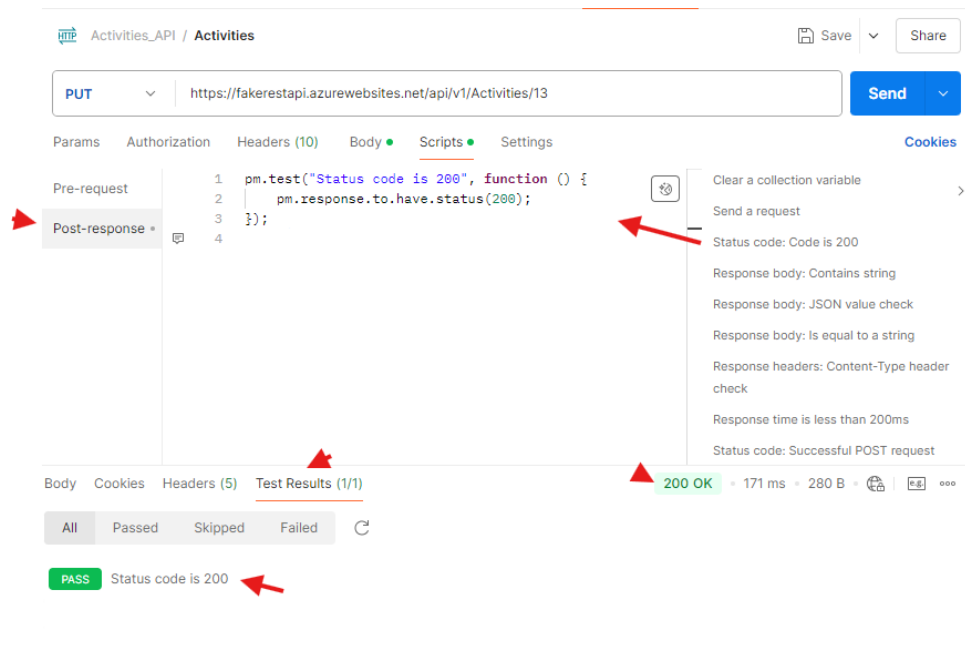 HTTP Activities_API / Activities Save Share
PUT https://fakerestapi.azurewebsites.net/api/v1/Activities/13 Send
Params Authorization Headers (10) Body Scripts Settings Cookies
Pre-request
Post-response
1 pm.test("Status code is 200", function () {
2 pm.response.to.have.status(200);
3 });
4
Clear a collection variable
Send a request
Status code: Code is 200
Response body: Contains string
Response body: JSON value check
Response body: Is equal to a string
Response headers: Content-Type header
check
Response time is less than 200ms
Status code: Successful POST request
Body Cookies Headers (5) Test Results (1/1) 200 OK 171 ms 280 B e.g.
All Passed Skipped Failed
PASS Status code is 200